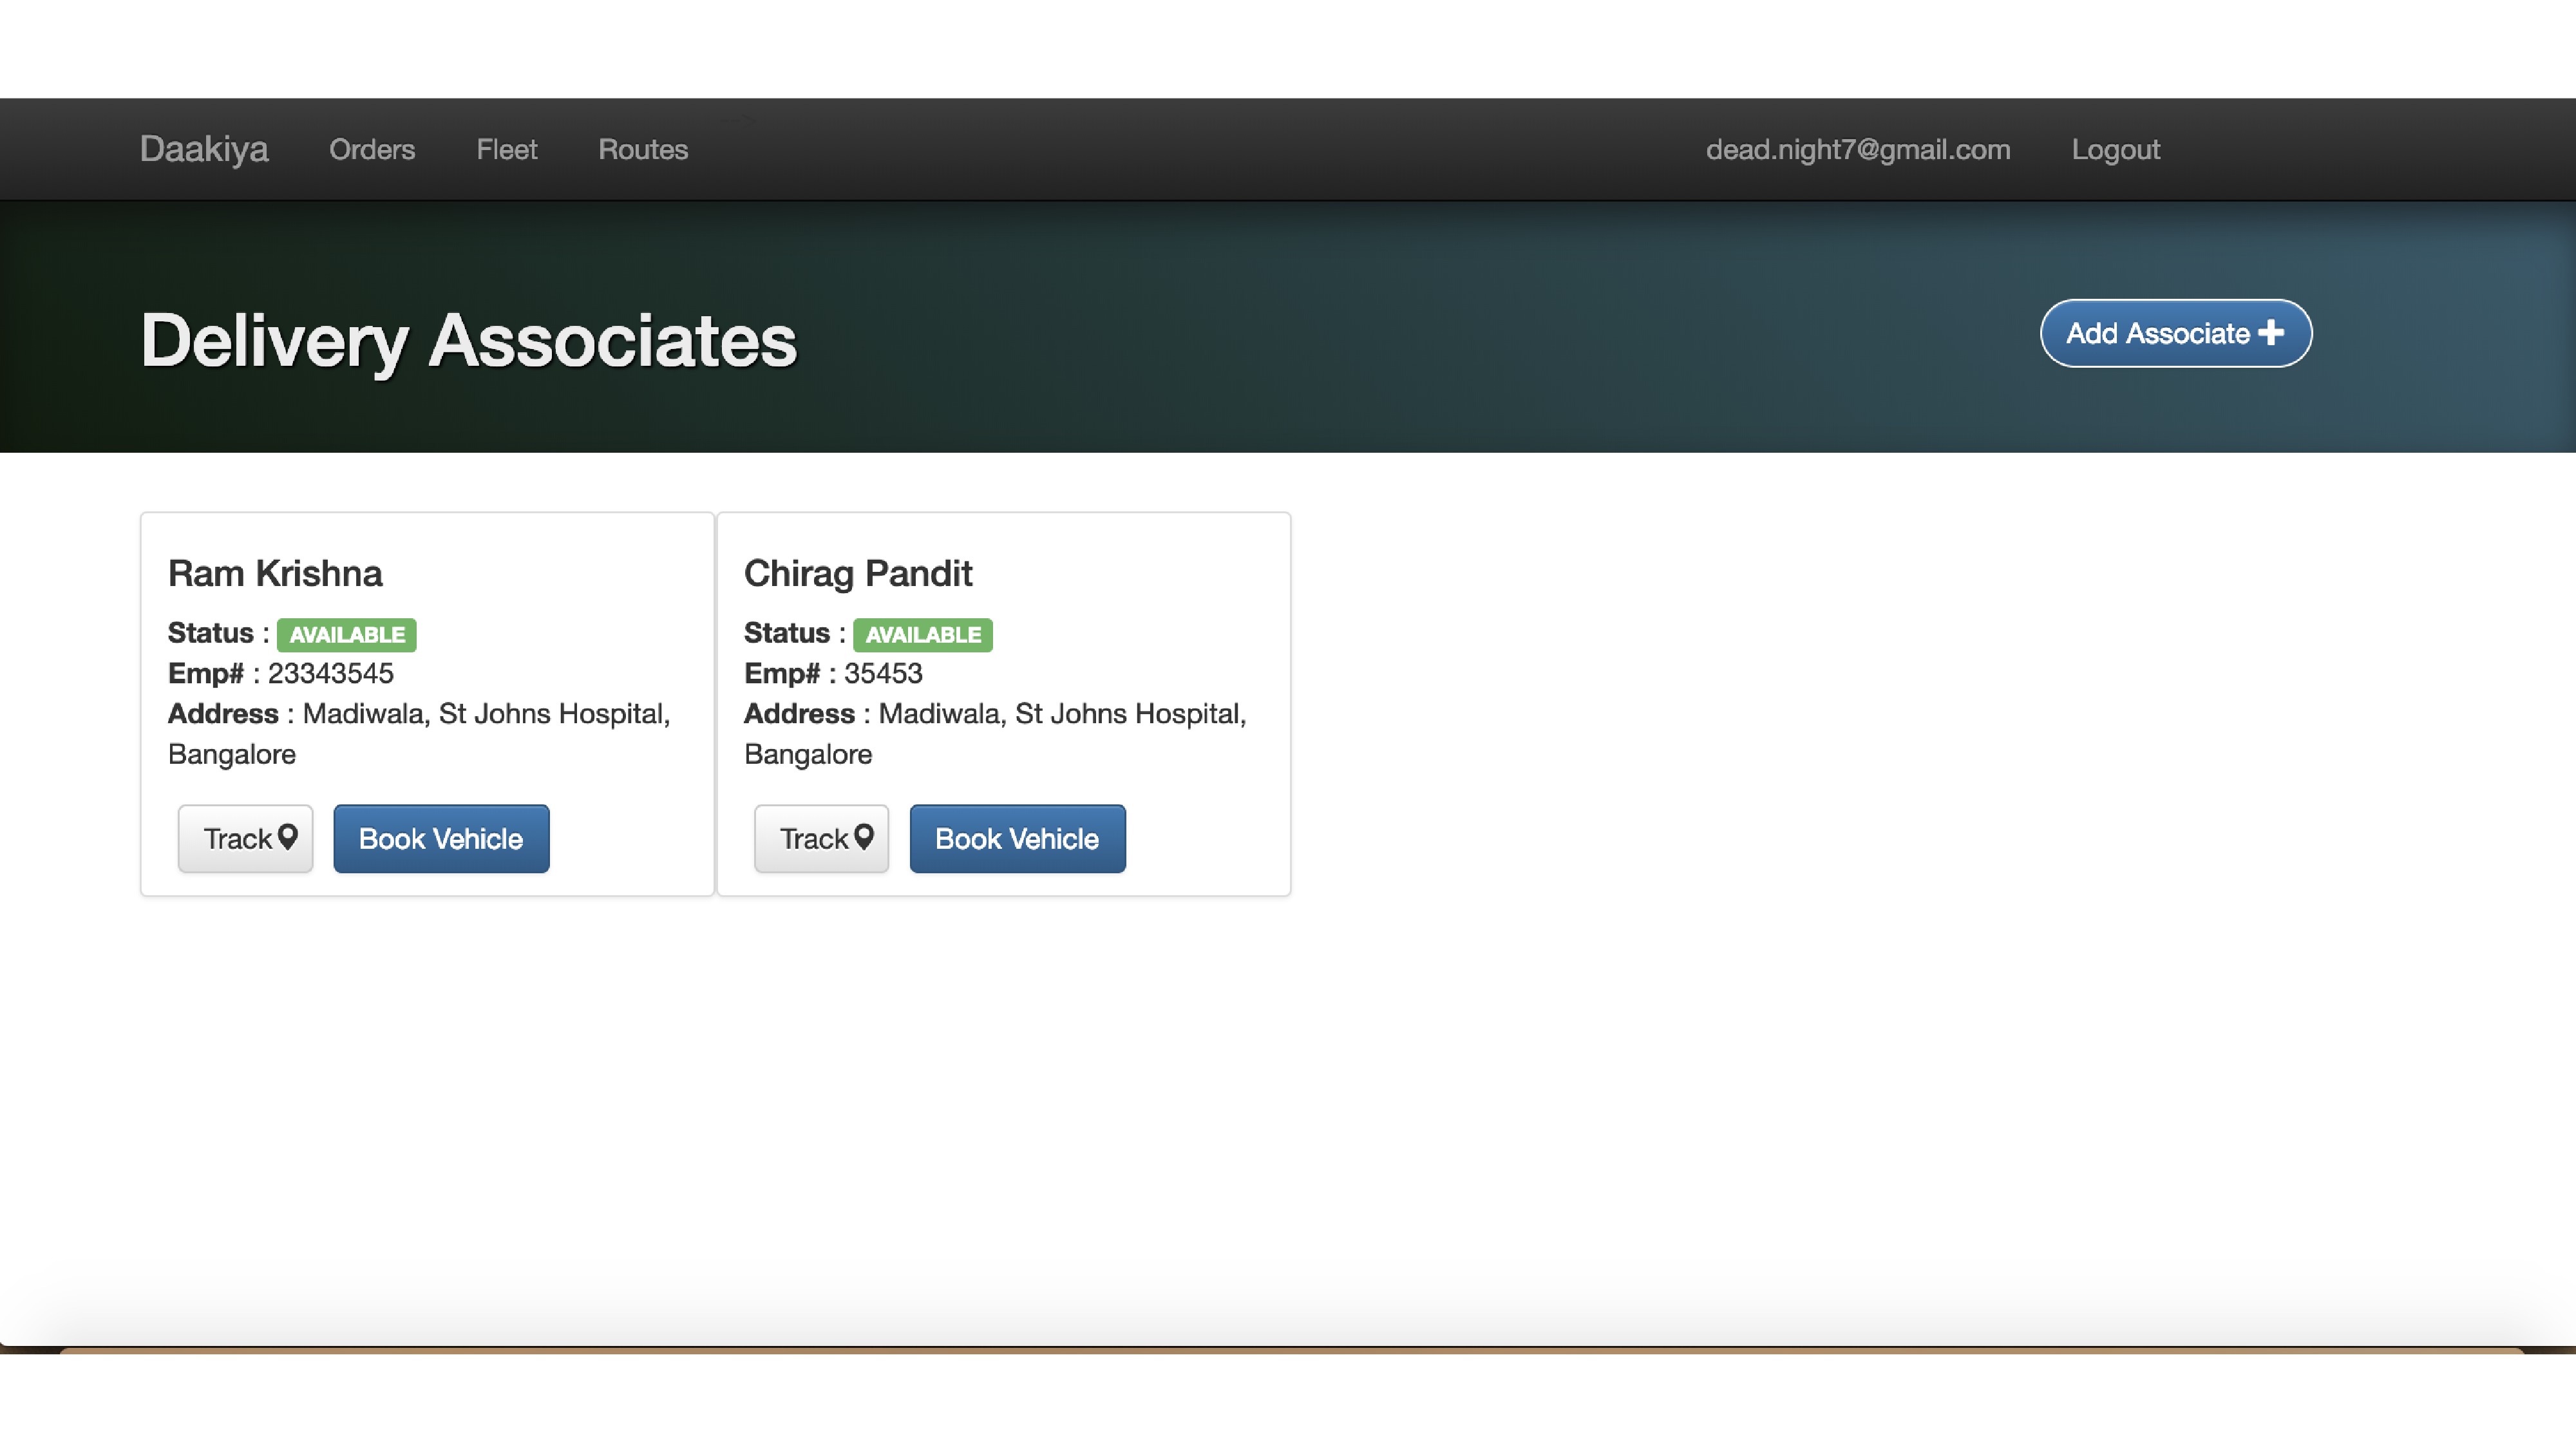 Daakiya Orders Fleet Routes dead.night7@gmail.com Logout
Delivery Associates
Add Associate
Ram Krishna
Status : AVAILABLE
Emp# : 23343545
Address : Madiwala, St Johns Hospital,
Bangalore
Track Book Vehicle
Chirag Pandit
Status : AVAILABLE
Emp# : 35453
Address : Madiwala, St Johns Hospital,
Bangalore
Track Book Vehicle